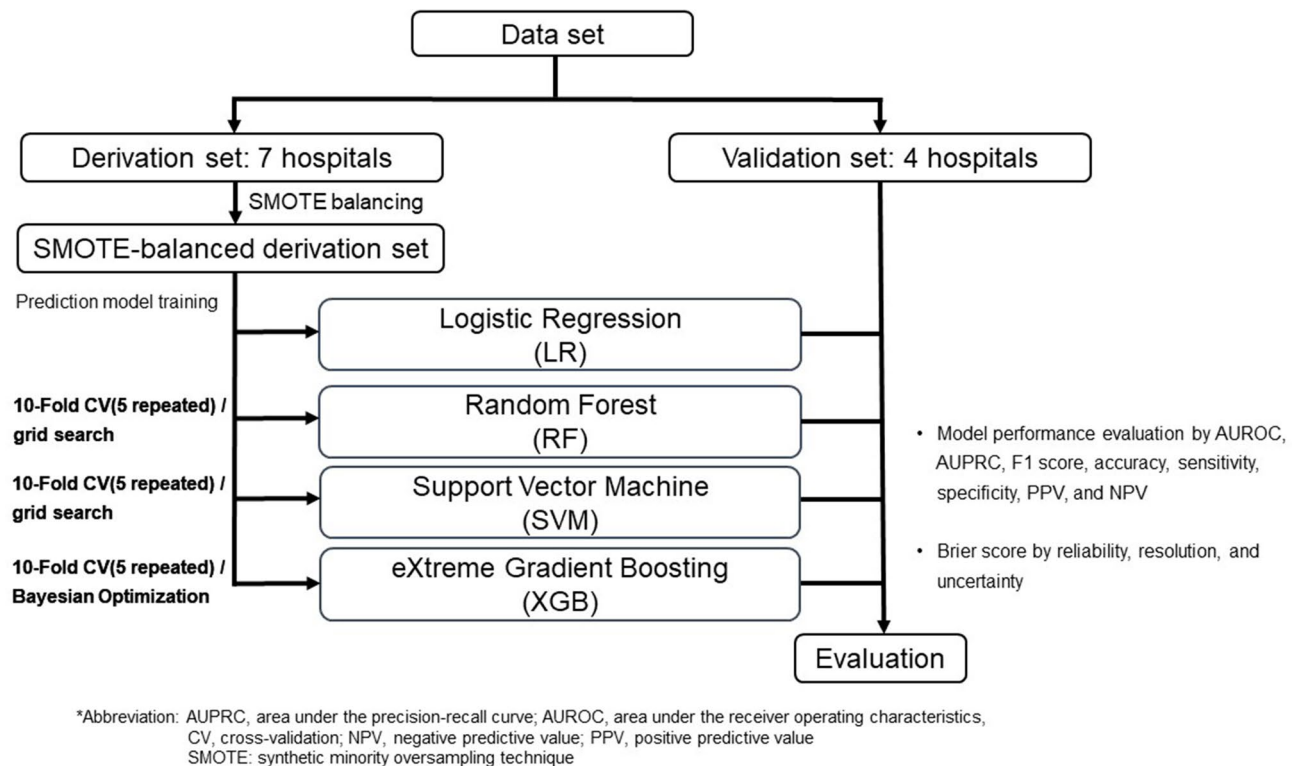 Data set
Derivation set: 7 hospitals
Validation set: 4 hospitals
SMOTE balancing
SMOTE-balanced derivation set
Prediction model training
Logistic Regression
(LR)
10-Fold CV(5 repeated) /
grid search
Random Forest
(RF)
10-Fold CV(5 repeated) /
grid search
Support Vector Machine
(SVM)
10-Fold CV(5 repeated) /
Bayesian Optimization
eXtreme Gradient Boosting
(XGB)
• Model performance evaluation by AUROC,
AUPRC, F1 score, accuracy, sensitivity,
specificity, PPV, and NPV
• Brier score by reliability, resolution, and
uncertainty
Evaluation
*Abbreviation: AUPRC, area under the precision-recall curve; AUROC, area under the receiver operating characteristics,
CV, cross-validation; NPV, negative predictive value; PPV, positive predictive value
SMOTE: synthetic minority oversampling technique